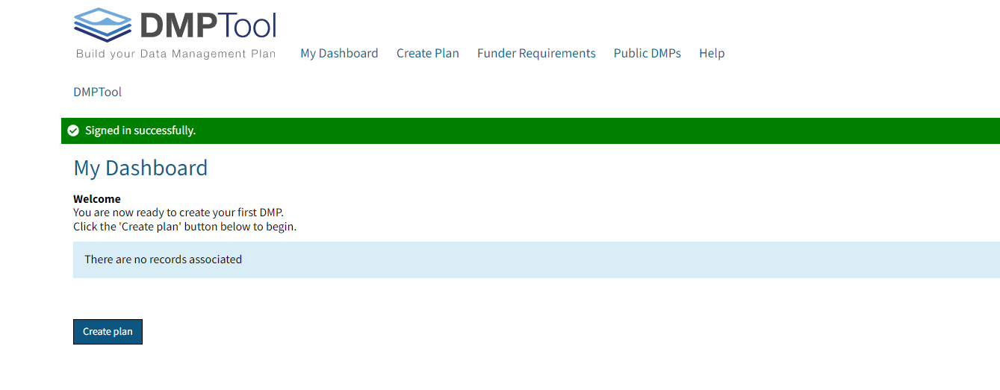 DMPTool
Build your Data Management Plan
My Dashboard Create Plan Funder Requirements Public DMPs Help
DMPTool
Signed in successfully.
My Dashboard
Welcome
You are now ready to create your first DMP.
Click the 'Create plan' button below to begin.
There are no records associated
Create plan